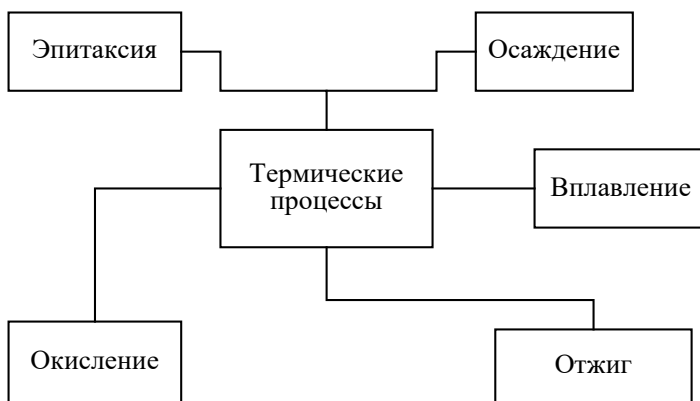 Эпитаксия
Осаждение
Термические
процессы
Вплавление
Окисление
Отжиг